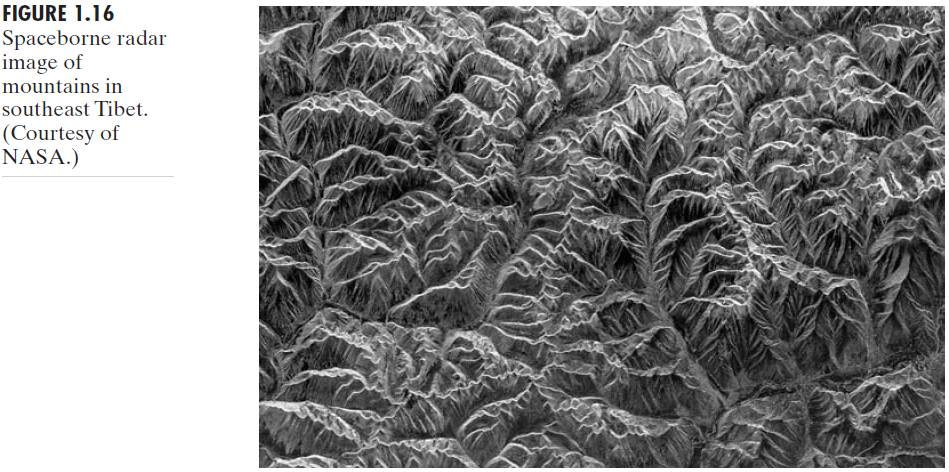 FIGURE 1.16
Spaceborne radar
image of
mountains in
southeast Tibet.
(Courtesy of
NASA.)